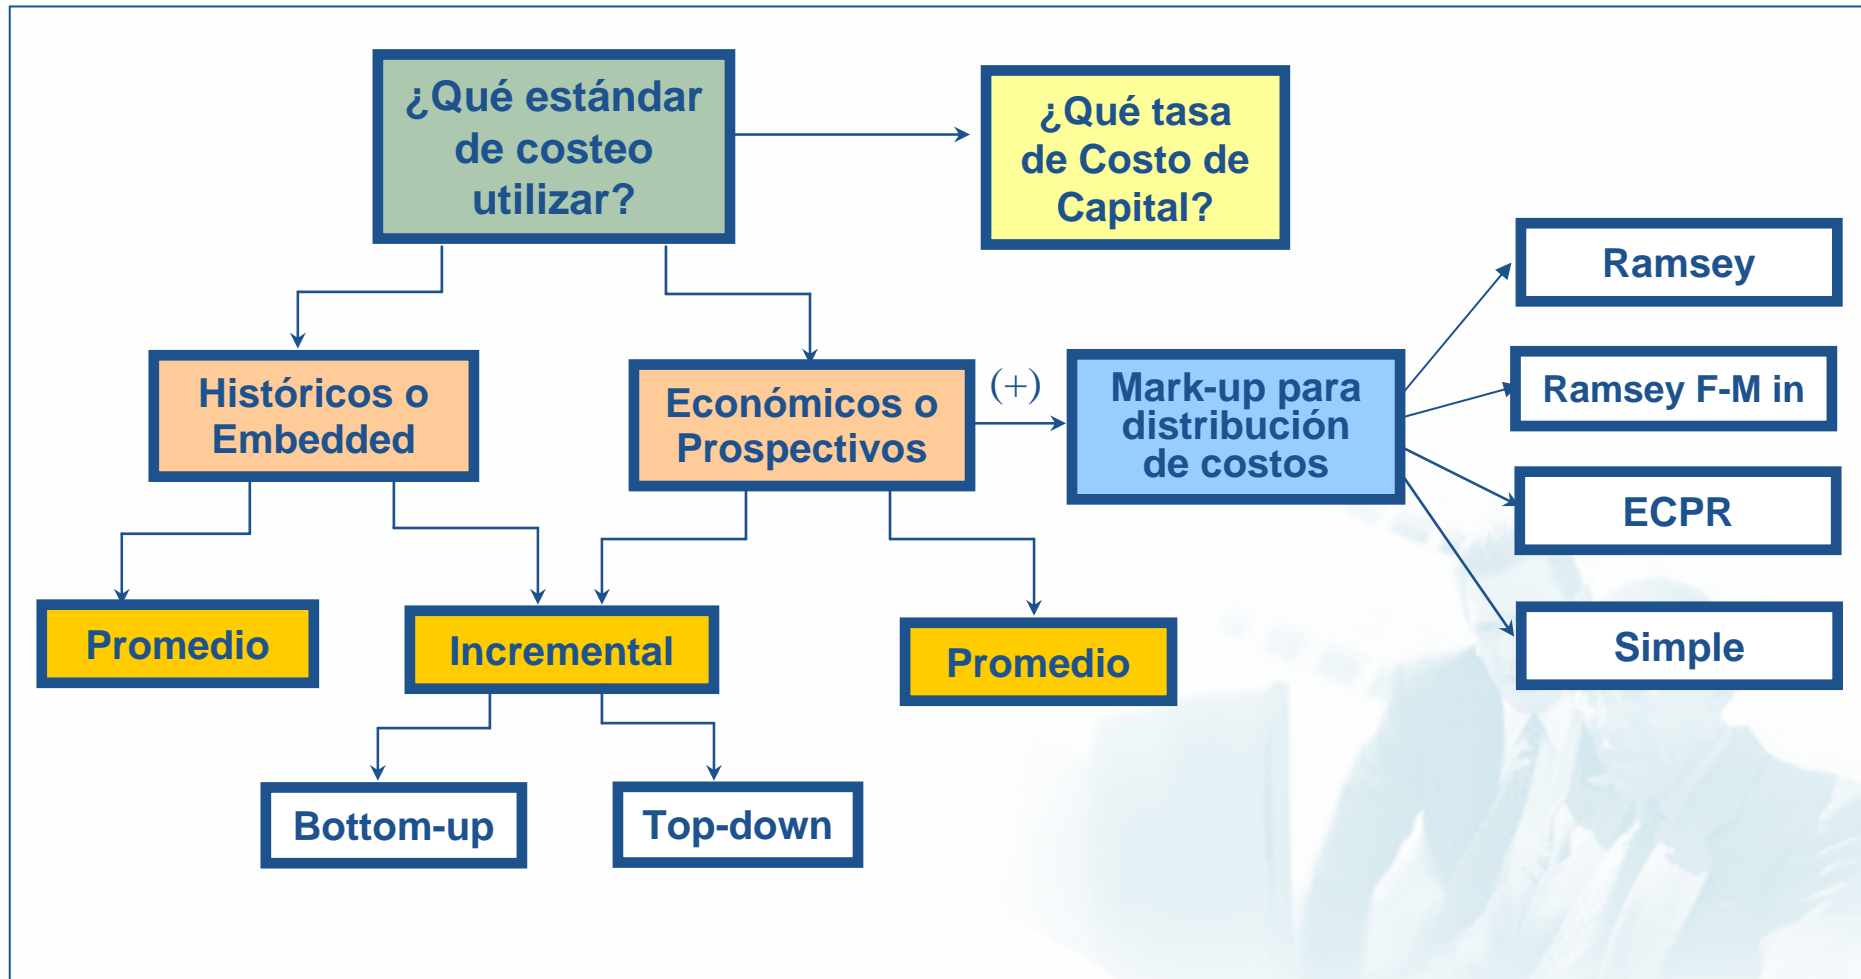 ¿Qué estándar
de costeo
utilizar?
¿Qué tasa
de Costo de
Capital?
Ramsey
Históricos o
Embedded
Económicos o
Prospectivos
(+)
Mark-up para
distribución
de costos
Ramsey F-M in
ECPR
Simple
Promedio
Incremental
Promedio
Bottom-up
Top-down